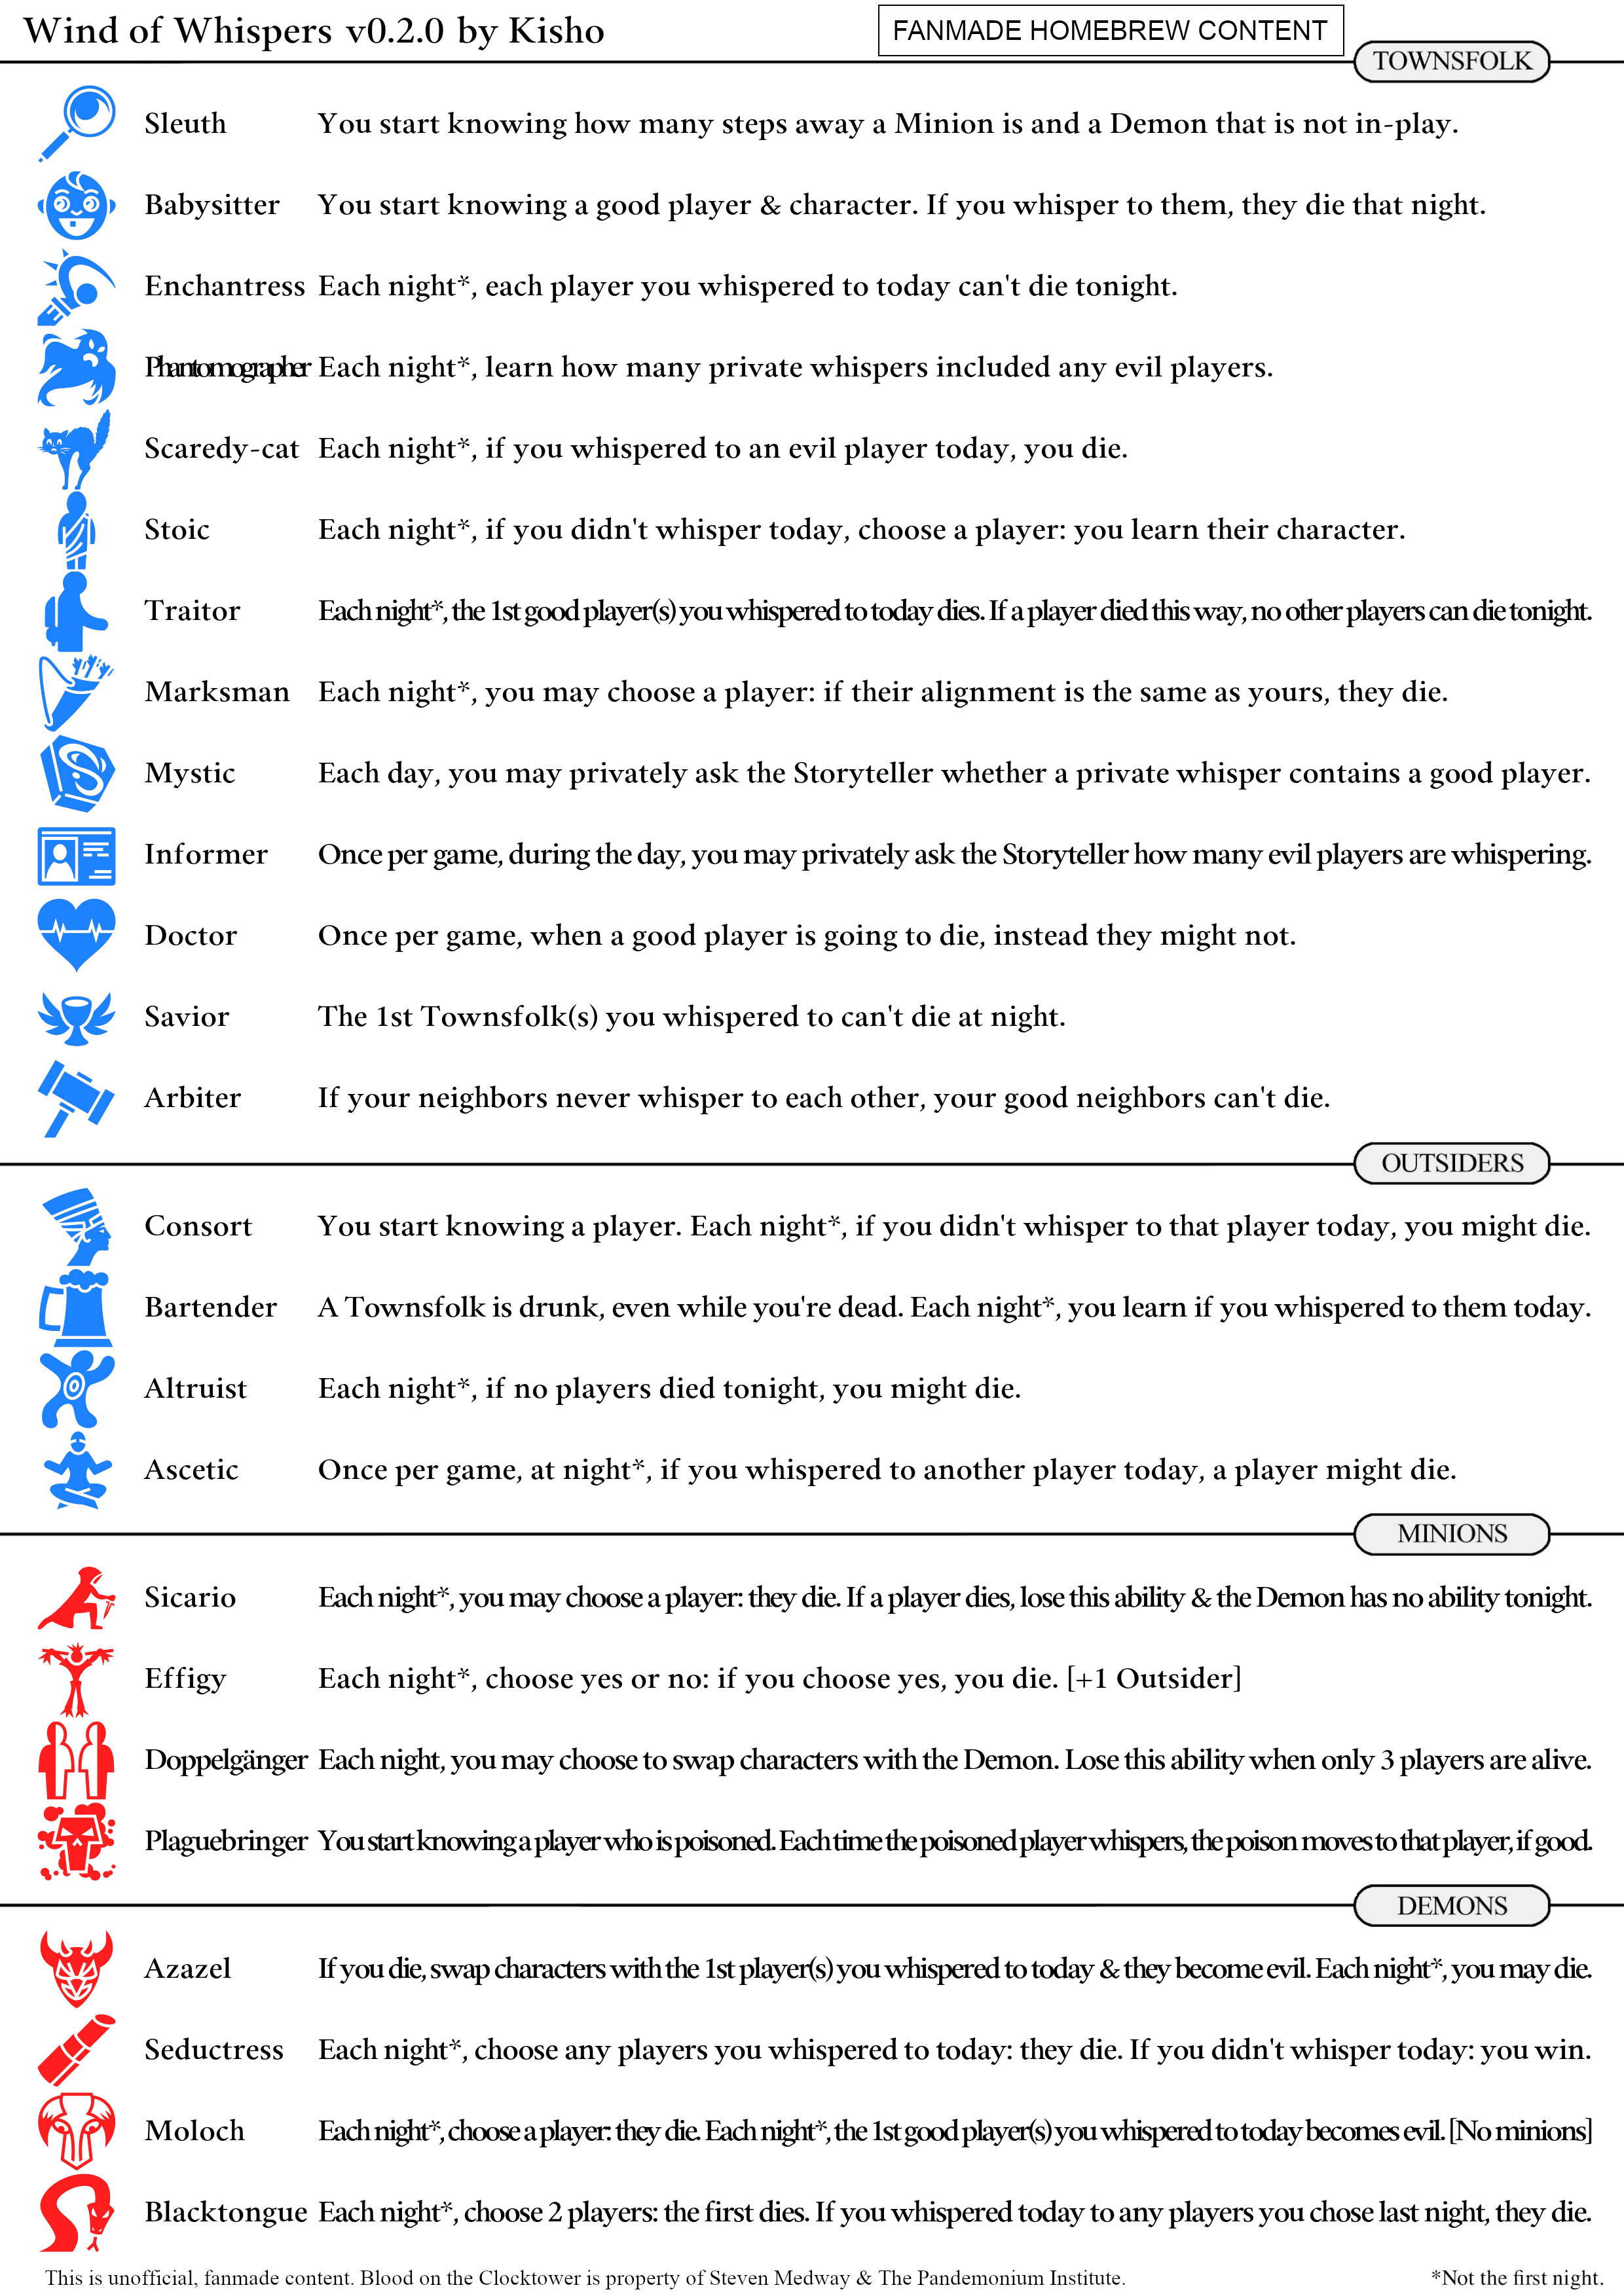 Wind of Whispers v0.2.0 by Kisho
FANMADE HOMEBREW CONTENT
TOWNSFOLK
Sleuth You start knowing how many steps away a Minion is and a Demon that is not in-play.
Babysitter You start knowing a good player & character. If you whisper to them, they die that night.
Enchantress Each night*, each player you whispered to today can't die tonight.
Phantomographer Each night*, learn how many private whispers included any evil players.
Scaredy-cat Each night*, if you whispered to an evil player today, you die.
Stoic Each night*, if you didn't whisper today, choose a player: you learn their character.
Traitor Each night*, the 1st good player(s) you whispered to today dies. If a player died this way, no other players can die tonight.
Marksman Each night*, you may choose a player: if their alignment is the same as yours, they die.
Mystic Each day, you may privately ask the Storyteller whether a private whisper contains a good player.
Informer Once per game, during the day, you may privately ask the Storyteller how many evil players are whispering.
Doctor Once per game, when a good player is going to die, instead they might not.
Savior The 1st Townsfolk(s) you whispered to can't die at night.
Arbiter If your neighbors never whisper to each other, your good neighbors can't die.
OUTSIDERS
Consort You start knowing a player. Each night*, if you didn't whisper to that player today, you might die.
Bartender A Townsfolk is drunk, even while you're dead. Each night*, you learn if you whispered to them today.
Altruist Each night*, if no players died tonight, you might die.
Ascetic Once per game, at night*, if you whispered to another player today, a player might die.
MINIONS
Sicario Each night*, you may choose a player: they die. If a player dies, lose this ability & the Demon has no ability tonight.
Effigy Each night*, choose yes or no: if you choose yes, you die. [+1 Outsider]
Doppelgänger Each night, you may choose to swap characters with the Demon. Lose this ability when only 3 players are alive.
Plaguebringer You start knowing a player who is poisoned. Each time the poisoned player whispers, the poison moves to that player, if good.
DEMONS
Azazel If you die, swap characters with the 1st player(s) you whispered to today & they become evil. Each night*, you may die.
Seductress Each night*, choose any players you whispered to today: they die. If you didn't whisper today: you win.
Moloch Each night*, choose a player: they die. Each night*, the 1st good player(s) you whispered to today becomes evil. [No minions]
Blacktongue Each night*, choose 2 players: the first dies. If you whispered today to any players you chose last night, they die.
This is unofficial, fanmade content. Blood on the Clocktower is property of Steven Medway & The Pandemonium Institute.
*Not the first night.